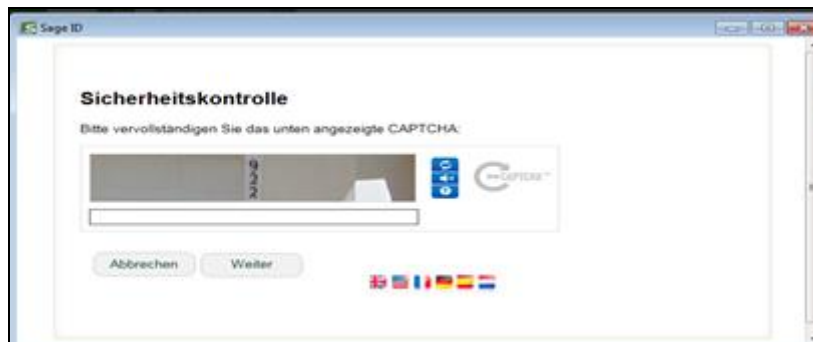 Sage ID
Sicherheitskontrolle
Bitte vervollständigen Sie das unten angezeigte CAPTCHA:
Abbrechen Weiter